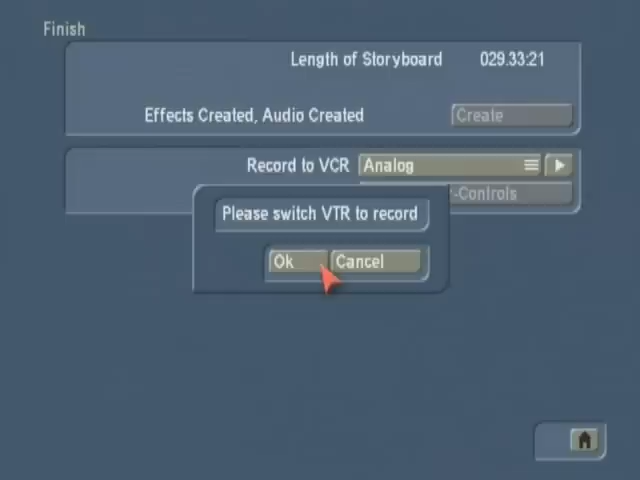 Finish
Length of Storyboard 029.33:21
Effects Created, Audio Created Create
Record to VCR Analog
-Controls
Please switch VTR to record
Ok Cancel